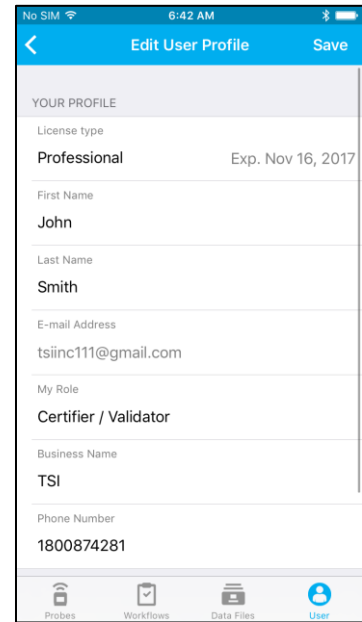 No SIM 6:42 AM
Edit User Profile Save
YOUR PROFILE
License type
Professional Exp. Nov 16, 2017
First Name
John
Last Name
Smith
E-mail Address
tsiinc111@gmail.com
My Role
Certifier / Validator
Business Name
TSI
Phone Number
1800874281
Probes Workflows Data Files User